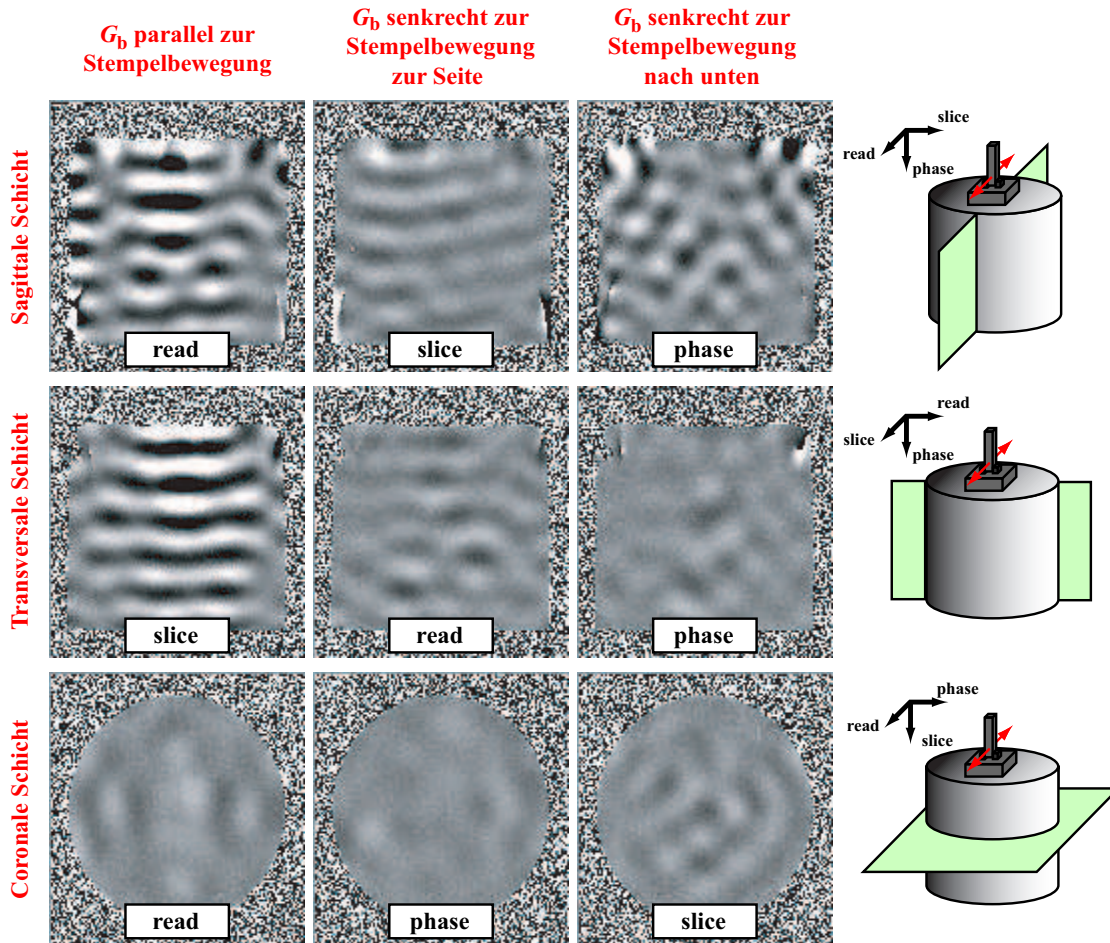 G_b parallel zur
Stempelbewegung
G_b senkrecht zur
Stempelbewegung
zur Seite
G_b senkrecht zur
Stempelbewegung
nach unten
Sagittale Schicht
read
slice
phase
slice
read
phase
Transversale Schicht
slice
read
phase
read
slice
phase
Coronale Schicht
read
phase
slice
phase
read
slice